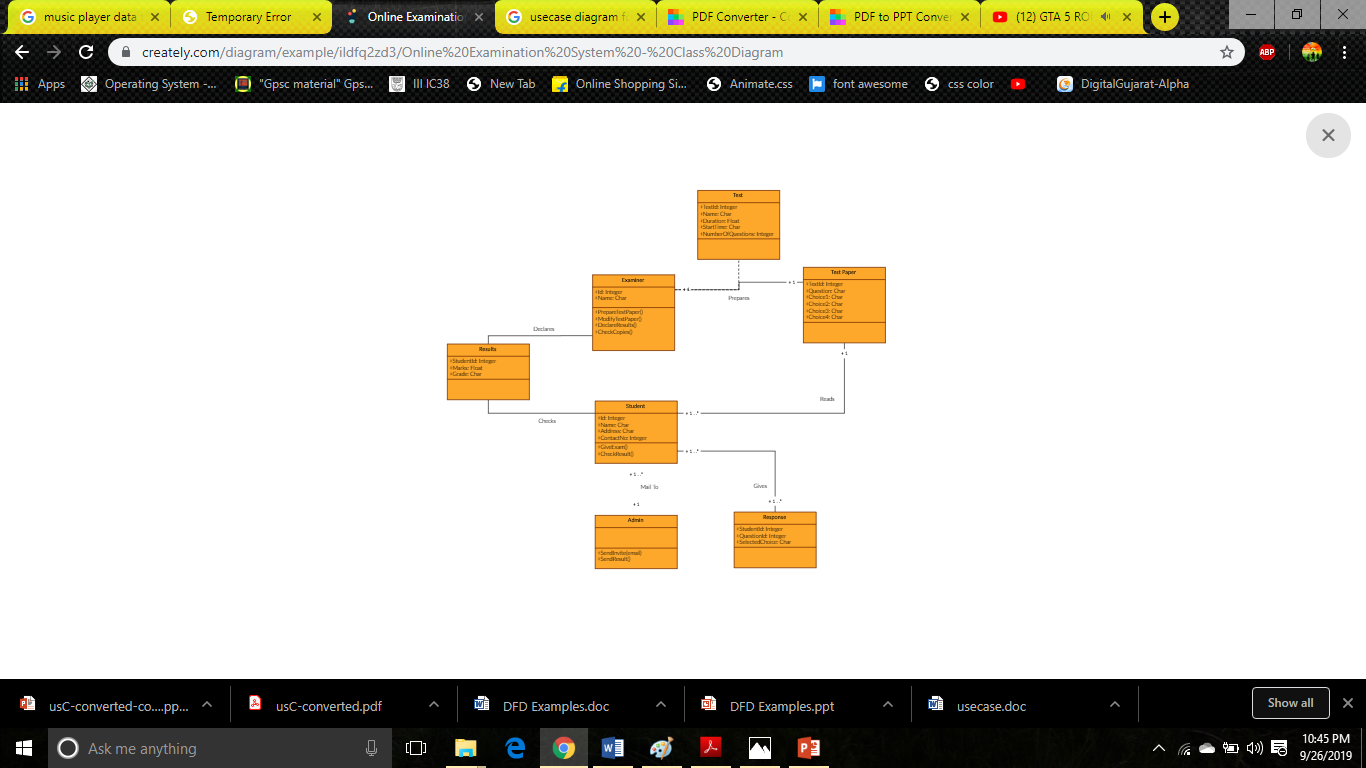 music player data
Temporary Error
Online Examinatio
usecase diagram f
PDF Converter - C
PDF to PPT Conve
(12) GTA 5 RO
creately.com/diagram/example/ildfq2zd3/Online%20Examination%20System%20-%20Class%20Diagram
ABP
Apps
Operating System -...
"Gpsc material" Gps...
III IC38
New Tab
Online Shopping Si...
Animate.css
font awesome
css color
DigitalGujarat-Alpha
Test
+TestId: Integer
+Name: Char
+Duration: Float
+StartTime: Char
+NumberOfQuestions: Integer
Examiner
+Id: Integer
+Name: Char
+PrepareTestPaper()
+ModifyTestPaper()
+DeclareResults()
+CheckCopies()
+ 1
Prepares
+ 1
Test Paper
+TestId: Integer
+Question: Char
+Choice1: Char
+Choice2: Char
+Choice3: Char
+Choice4: Char
Declares
Results
+StudentId: Integer
+Marks: Float
+Grade: Char
Checks
+ 1
Reads
Student
+Id: Integer
+Name: Char
+Address: Char
+ContactNo: Integer
+GiveExam()
+CheckResult()
+ 1 ..*
+ 1 ..*
+ 1 ..*
Mail To
+ 1
Gives
+ 1 ..*
Admin
+SendInvite(email)
+SendResult()
Response
+StudentId: Integer
+QuestionId: Integer
+SelectedChoice: Char
usC-converted-co....pp...
usC-converted.pdf
DFD Examples.doc
DFD Examples.ppt
usecase.doc
Show all
Ask me anything
10:45 PM
9/26/2019